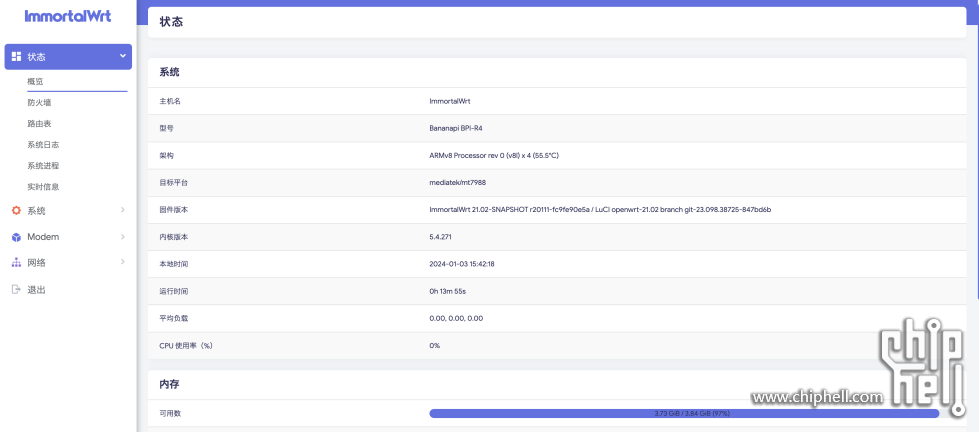 ImmortalWrt
状态
概览
防火墙
路由表
系统日志
系统进程
实时信息
系统
Modem
网络
退出
状态
系统
主机名 ImmortalWrt
型号 Bananapi BPI-R4
架构 ARMv8 Processor rev 0 (v8l) x 4 (55.5°C)
目标平台 mediatek/mt7988
固件版本 ImmortalWrt 21.02-SNAPSHOT r20111-fc9fe90e5a / LuCI openwrt-21.02 branch git-23.098.38725-847bd6b
内核版本 5.4.271
本地时间 2024-01-03 15:42:18
运行时间 0h 13m 55s
平均负载 0.00, 0.00, 0.00
CPU 使用率（%） 0%
内存
可用数 3.73 GiB / 3.84 GiB (97%)
chip
hell
www.chiphell.com